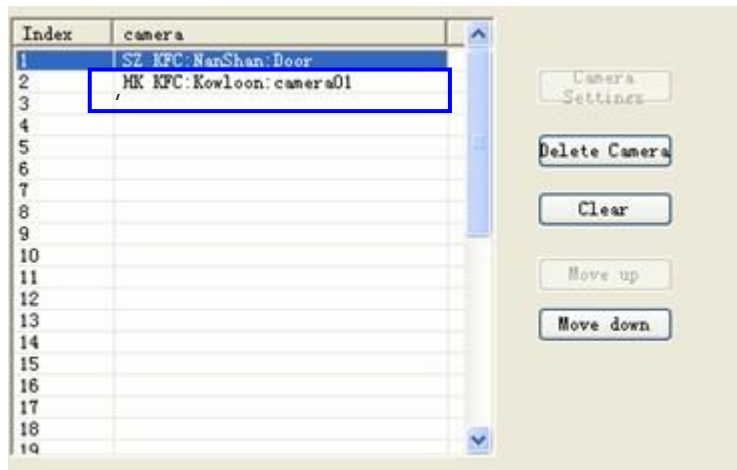 Index camera
1 SZ KFC:NanShan:Door
2 HK KFC:Kowloon:camera01
3 ,
4
5
6
7
8
9
10
11
12
13
14
15
16
17
18
19
Camera
Settings
Delete Camera
Clear
Move up
Move down